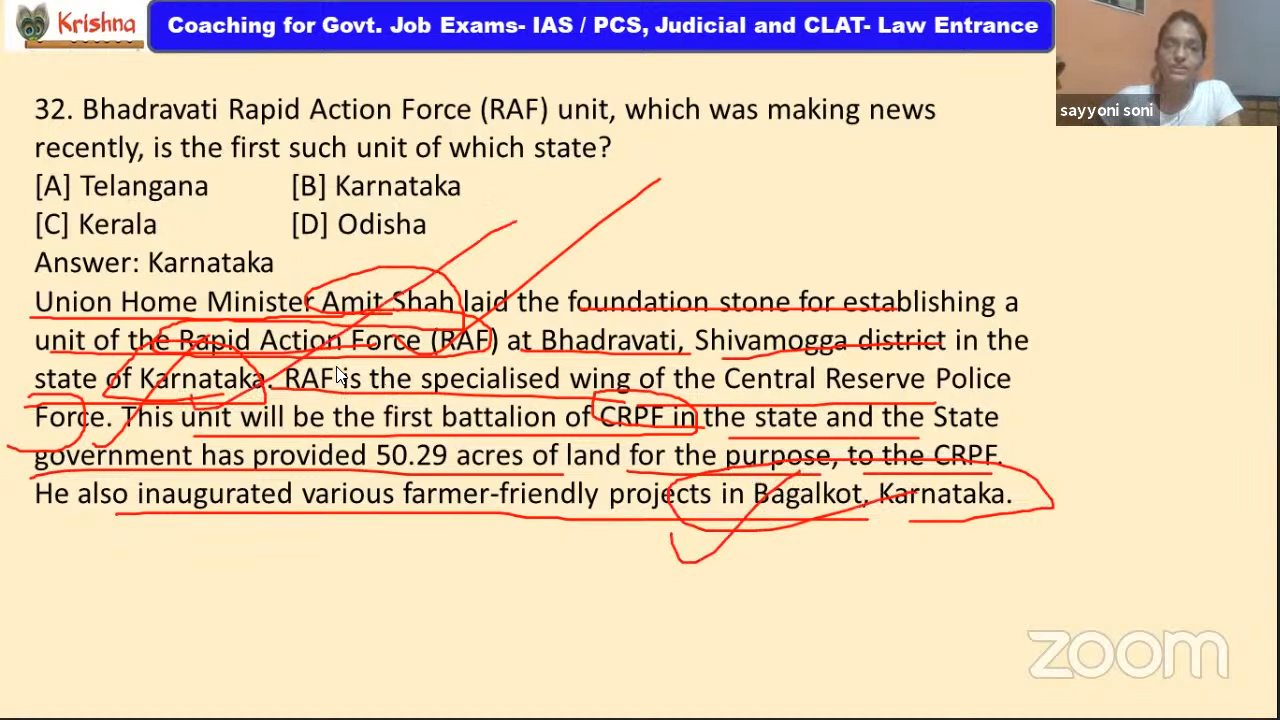 Krishna
Coaching for Govt. Job Exams- IAS / PCS, Judicial and CLAT- Law Entrance
sayyoni soni
32. Bhadravati Rapid Action Force (RAF) unit, which was making news
recently, is the first such unit of which state?
[A] Telangana [B] Karnataka
[C] Kerala [D] Odisha
Answer: Karnataka
Union Home Minister Amit Shah laid the foundation stone for establishing a
unit of the Rapid Action Force (RAF) at Bhadravati, Shivamogga district in the
state of Karnataka. RAF is the specialised wing of the Central Reserve Police
Force. This unit will be the first battalion of CRPF in the state and the State
government has provided 50.29 acres of land for the purpose, to the CRPF.
He also inaugurated various farmer-friendly projects in Bagalkot, Karnataka.
zoom